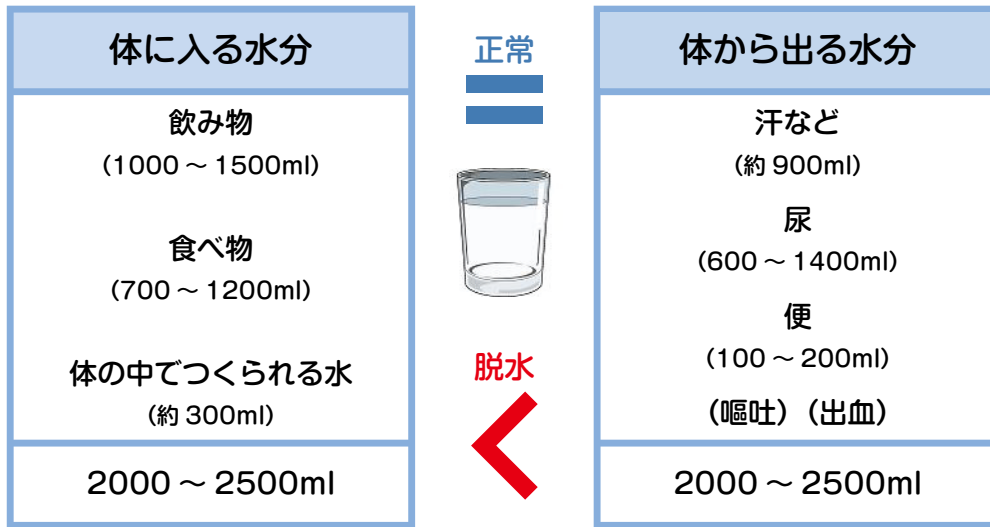 体に入る水分
飲み物
（1000 ～ 1500ml）
食べ物
（700 ～ 1200ml）
体の中でつくられる水
（約 300ml）
2000 ～ 2500ml
正常
脱水
体から出る水分
汗など
（約 900ml）
尿
（600 ～ 1400ml）
便
（100 ～ 200ml）
（嘔吐）（出血）
2000 ～ 2500ml